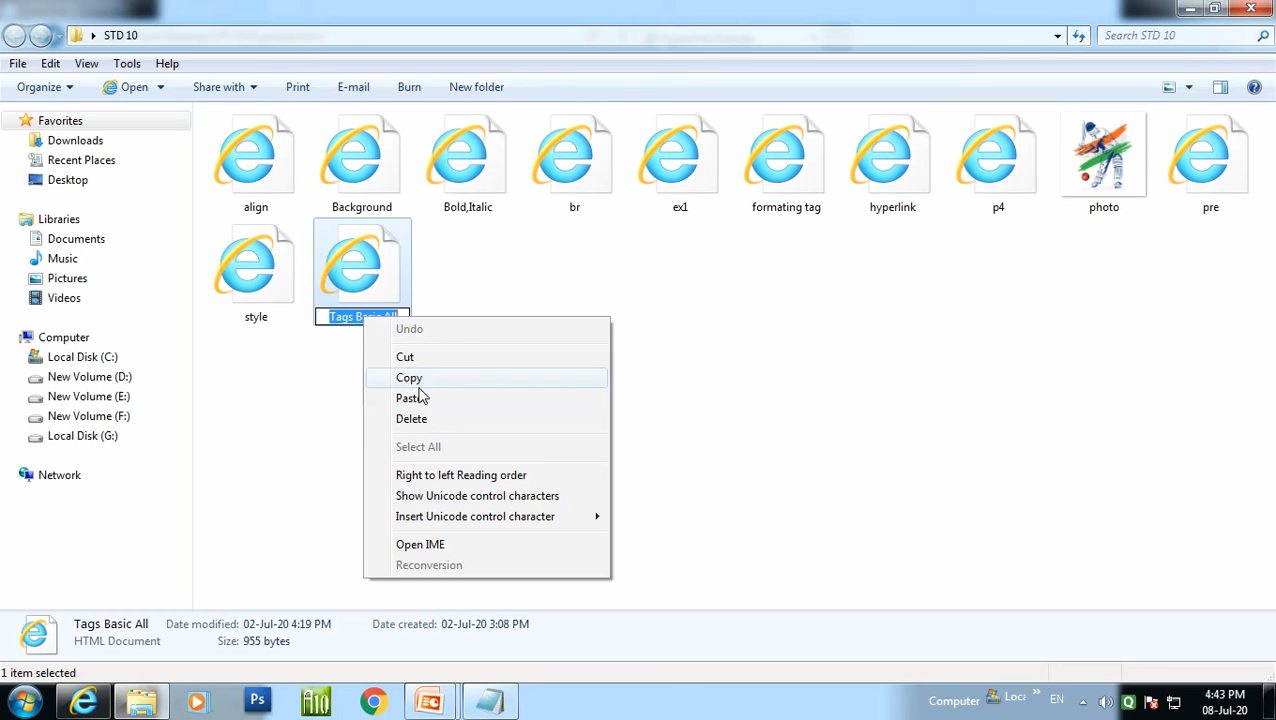 STD 10
Search STD 10
File Edit View Tools Help
Organize Open Share with Print E-mail Burn New folder
Favorites
Downloads
Recent Places
Desktop
Libraries
Documents
Music
Pictures
Videos
Computer
Local Disk (C:)
New Volume (D:)
New Volume (E:)
New Volume (F:)
Local Disk (G:)
Network
align Background Bold,Italic br ex1 formating tag hyperlink p4 photo pre
style Tags Basic All
Undo
Cut
Copy
Paste
Delete
Select All
Right to left Reading order
Show Unicode control characters
Insert Unicode control character
Open IME
Reconversion
Tags Basic All Date modified: 02-Jul-20 4:19 PM Date created: 02-Jul-20 3:08 PM
HTML Document Size: 955 bytes
1 item selected
Ps
Computer Loca » EN
4:43 PM
08-Jul-20